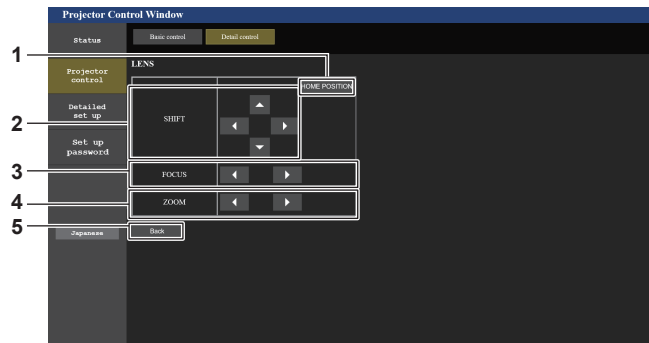 Projector Control Window
Status
Basic control
Detail control
1
LENS
Projector
control
HOME POSITION
Detailed
set up
2
SHIFT
Set up
password
3
FOCUS
4
ZOOM
5
Japanese
Back